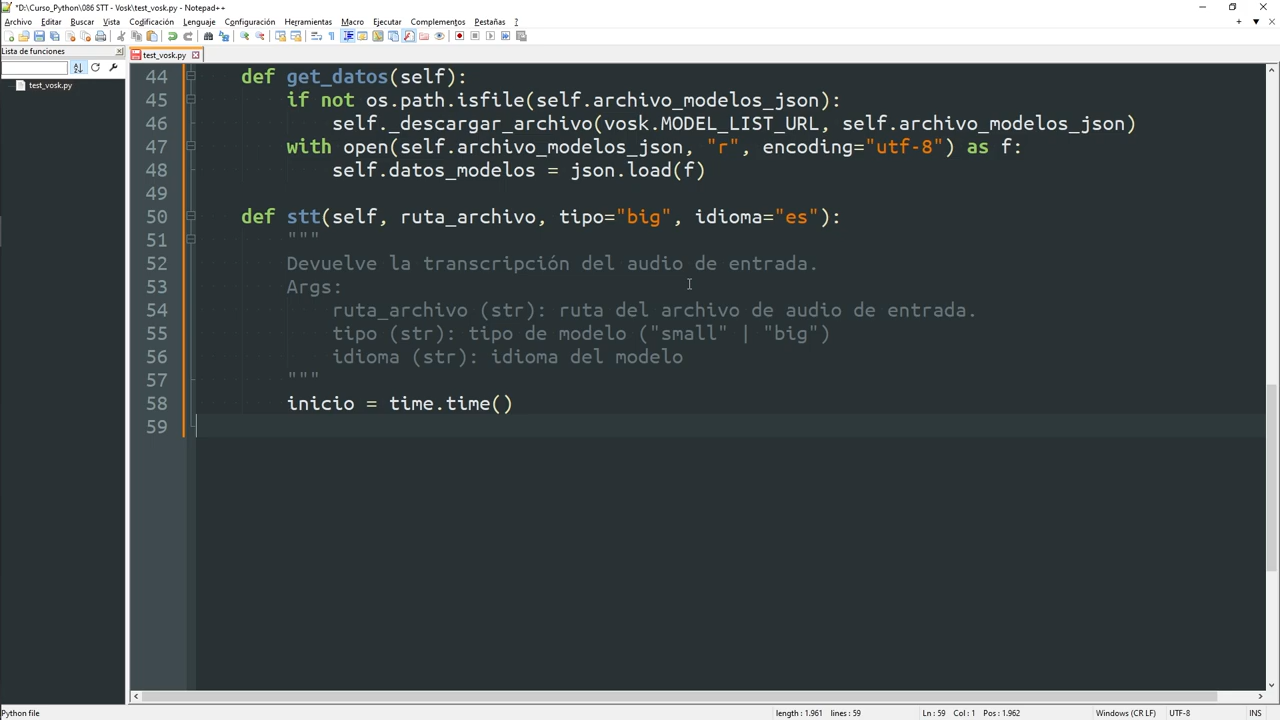 *D:\Curso_Python\086 STT - Vosk\test_vosk.py - Notepad++
Archivo Editar Buscar Vista Codificación Lenguaje Configuración Herramientas Macro Ejecutar Complementos Pestañas ?
Lista de funciones
test_vosk.py
test_vosk.py
44 def get_datos(self):
45 if not os.path.isfile(self.archivo_modelos_json):
46 self._descargar_archivo(vosk.MODEL_LIST_URL, self.archivo_modelos_json)
47 with open(self.archivo_modelos_json, "r", encoding="utf-8") as f:
48 self.datos_modelos = json.load(f)
49
50 def stt(self, ruta_archivo, tipo="big", idioma="es"):
51 """
52 Devuelve la transcripción del audio de entrada.
53 Args:
54 ruta_archivo (str): ruta del archivo de audio de entrada.
55 tipo (str): tipo de modelo ("small" | "big")
56 idioma (str): idioma del modelo
57 """
58 inicio = time.time()
59
Python file length : 1.961 lines : 59 Ln : 59 Col : 1 Pos : 1.962 Windows (CR LF) UTF-8 INS